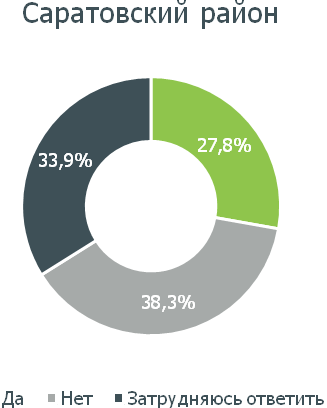 Саратовский район
27,8%
33,9%
38,3%
Да Нет Затрудняюсь ответить